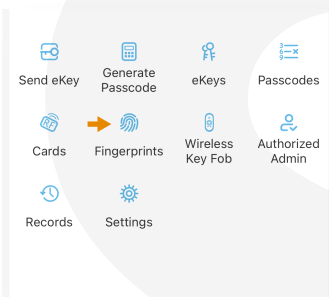 Send eKey
Generate
Passcode
eKeys
Passcodes
Cards
Fingerprints
Wireless
Key Fob
Authorized
Admin
Records
Settings